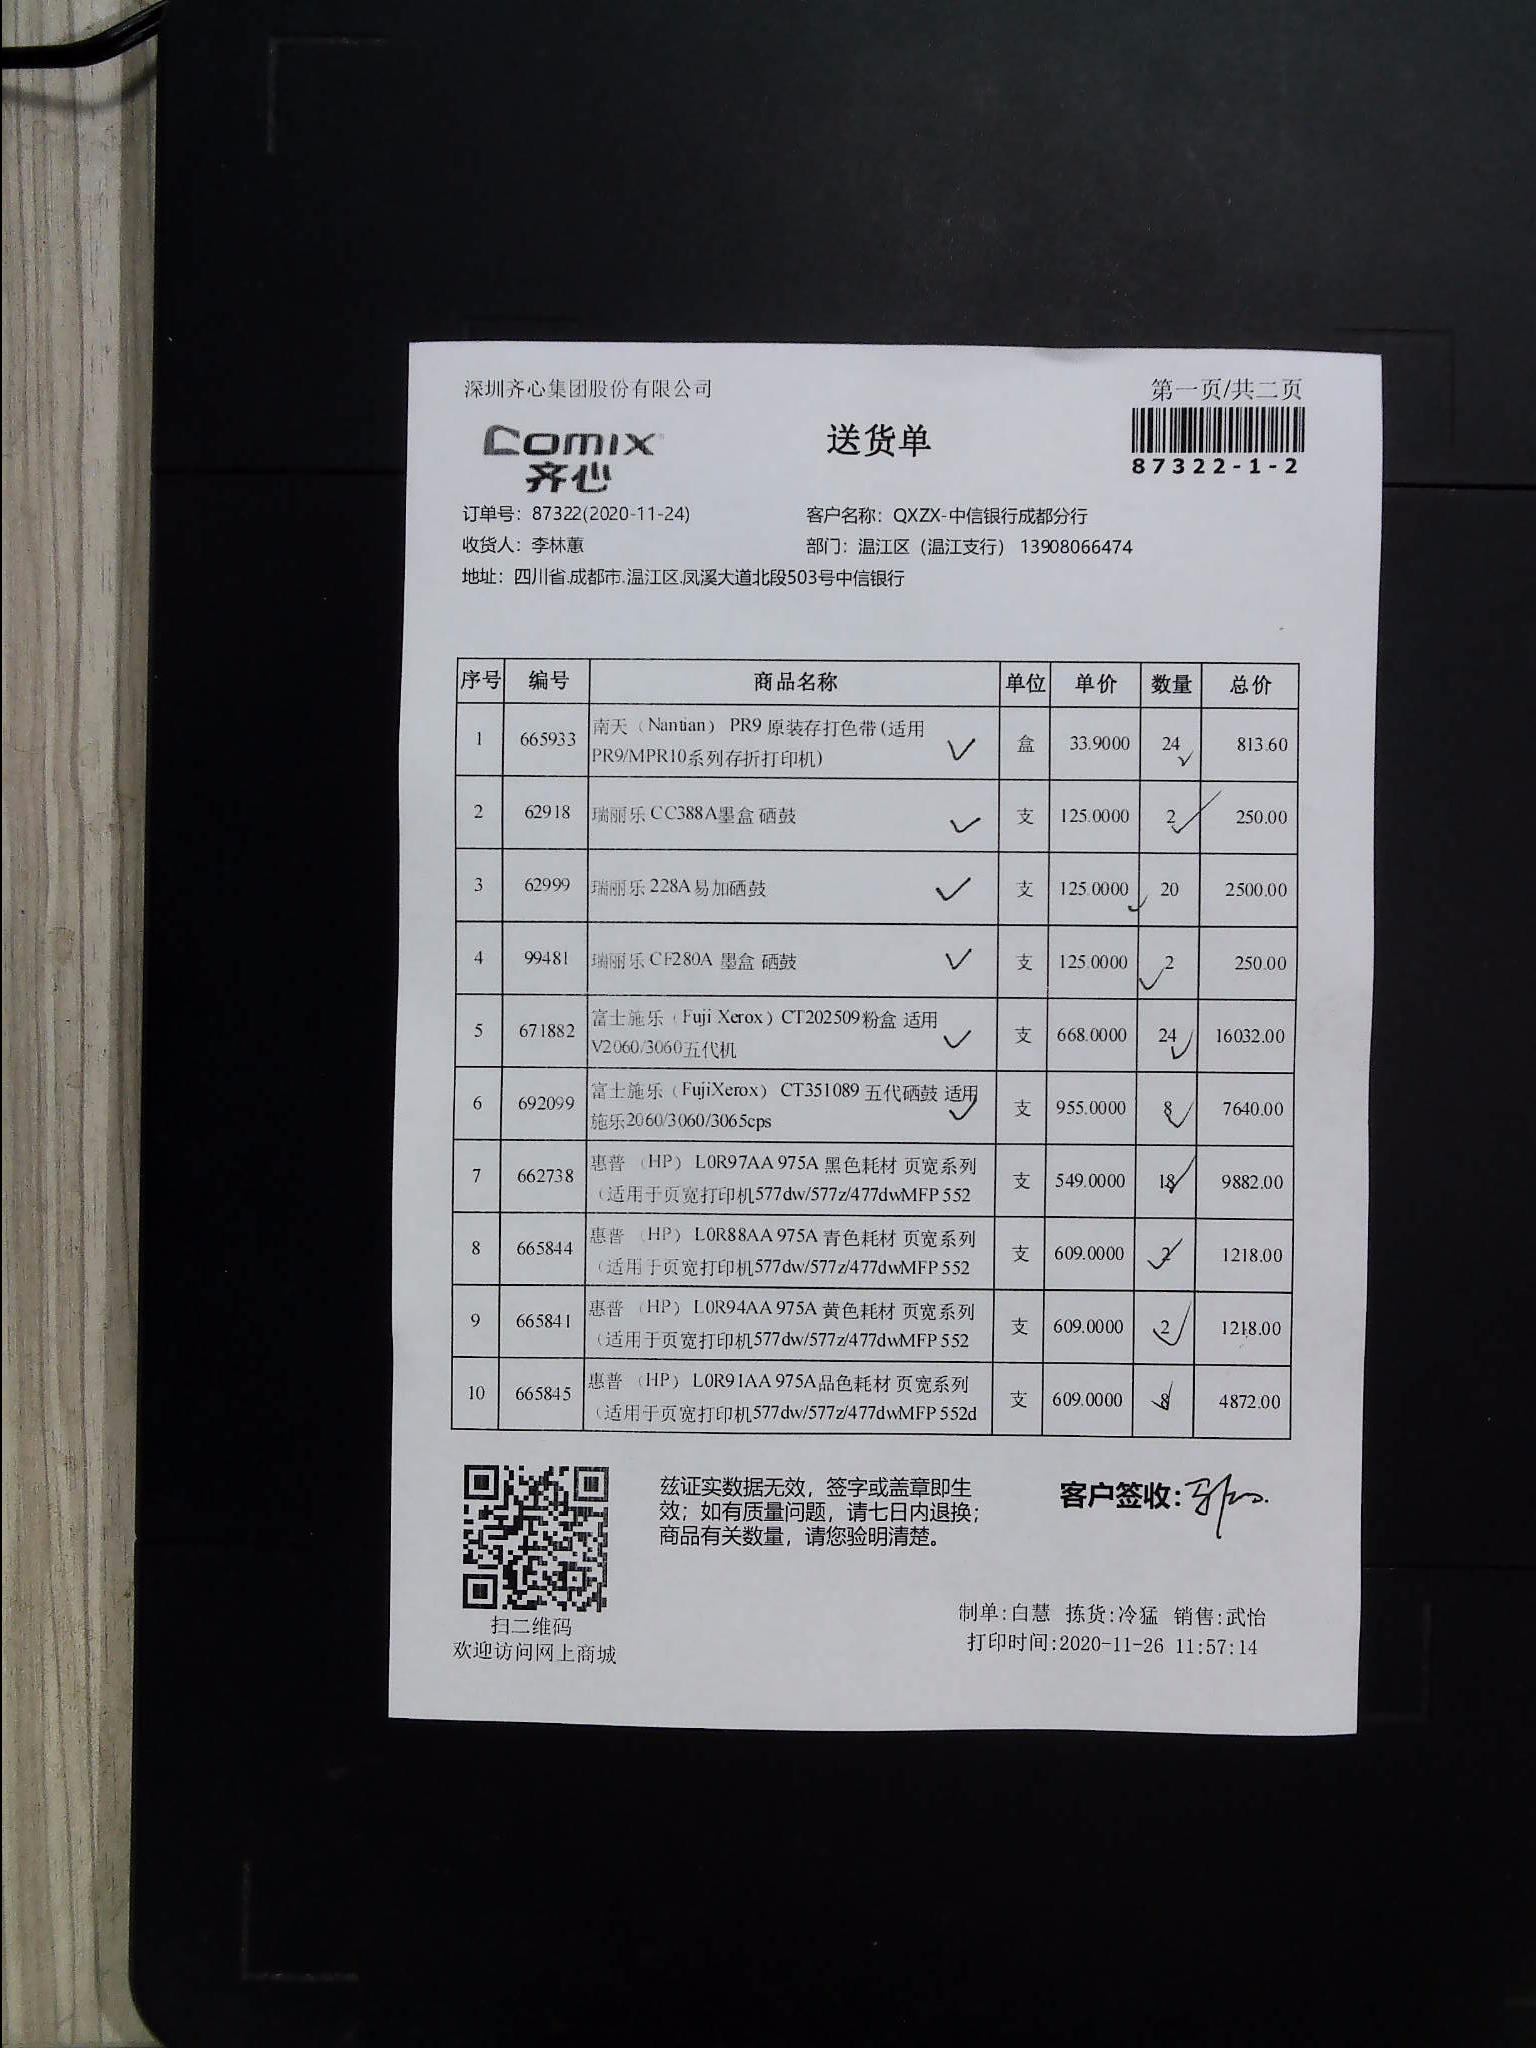 深圳齐心集团股份有限公司
第一页/共二页
Comix
齐心
送货单
87322-1-2
订单号：87322(2020-11-24)
客户名称：QXZX-中信银行成都分行
收货人：李林蕙
部门：温江区（温江支行） 13908066474
地址：四川省.成都市.温江区.凤溪大道北段503号中信银行
序号 编号 商品名称 单位 单价 数量 总价
1 665933 南天（Nantian） PR9 原装存打色带(适用 PR9/MPR10系列存折打印机) 盒 33.9000 24 813.60
2 62918 瑞丽乐 CC388A墨盒 硒鼓 支 125.0000 2 250.00
3 62999 瑞丽乐 228A易加硒鼓 支 125.0000 20 2500.00
4 99481 瑞丽乐 CF280A 墨盒 硒鼓 支 125.0000 2 250.00
5 671882 富士施乐（Fuji Xerox）CT202509粉盒 适用 V2060/3060五代机 支 668.0000 24 16032.00
6 692099 富士施乐（FujiXerox） CT351089 五代硒鼓 适用 施乐2060/3060/3065cps 支 955.0000 8 7640.00
7 662738 惠普 （HP） L0R97AA 975A 黑色耗材 页宽系列 （适用于页宽打印机577dw/577z/477dwMFP 552 支 549.0000 18 9882.00
8 665844 惠普 （HP） L0R88AA 975A 青色耗材 页宽系列 （适用于页宽打印机577dw/577z/477dwMFP 552 支 609.0000 2 1218.00
9 665841 惠普 （HP） L0R94AA 975A 黄色耗材 页宽系列 （适用于页宽打印机577dw/577z/477dwMFP 552 支 609.0000 2 1218.00
10 665845 惠普 （HP） L0R91AA 975A品色耗材 页宽系列 （适用于页宽打印机577dw/577z/477dwMFP 552d 支 609.0000 8 4872.00
兹证实数据无效，签字或盖章即生
效；如有质量问题，请七日内退换；
商品有关数量，请您验明清楚。
客户签收：
扫二维码
欢迎访问网上商城
制单:白慧 拣货:冷猛 销售:武怡
打印时间:2020-11-26 11:57:14